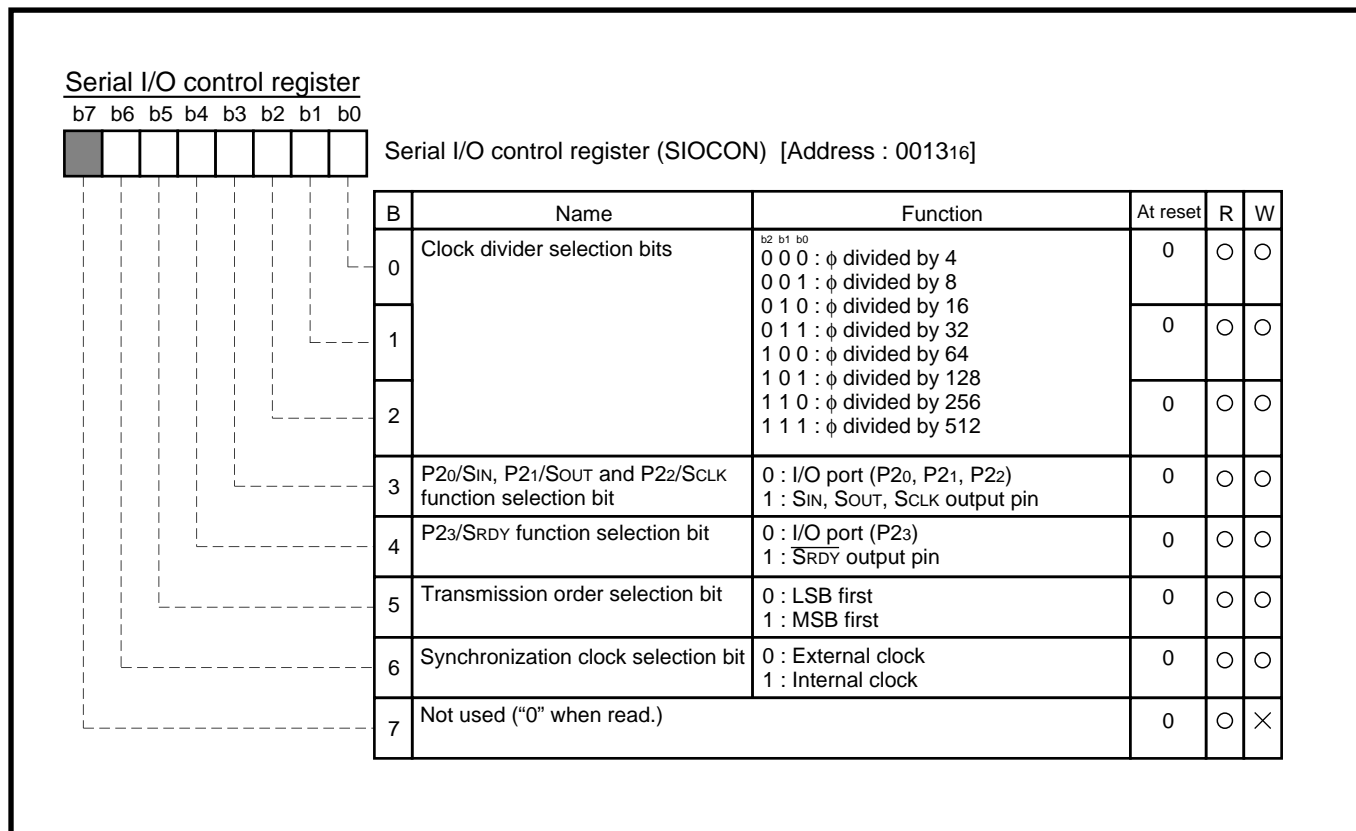 Serial I/O control register
b7 b6 b5 b4 b3 b2 b1 b0
Serial I/O control register (SIOCON) [Address : 001316]
B Name Function At reset R W
0 Clock divider selection bits 0 ○ ○
b2 b1 b0
0 0 0 : φ divided by 4
0 0 1 : φ divided by 8
0 1 0 : φ divided by 16
0 1 1 : φ divided by 32
1 0 0 : φ divided by 64
1 0 1 : φ divided by 128
1 1 0 : φ divided by 256
1 1 1 : φ divided by 512
1 0 ○ ○
2 0 ○ ○
3 P20/SIN, P21/SOUT and P22/SCLK
function selection bit
0 : I/O port (P20, P21, P22)
1 : SIN, SOUT, SCLK output pin
0 ○ ○
4 P23/SRDY function selection bit
0 : I/O port (P23)
1 : S̅R̅D̅Y̅ output pin
0 ○ ○
5 Transmission order selection bit
0 : LSB first
1 : MSB first
0 ○ ○
6 Synchronization clock selection bit
0 : External clock
1 : Internal clock
0 ○ ○
7 Not used (“0” when read.) 0 ○ ×